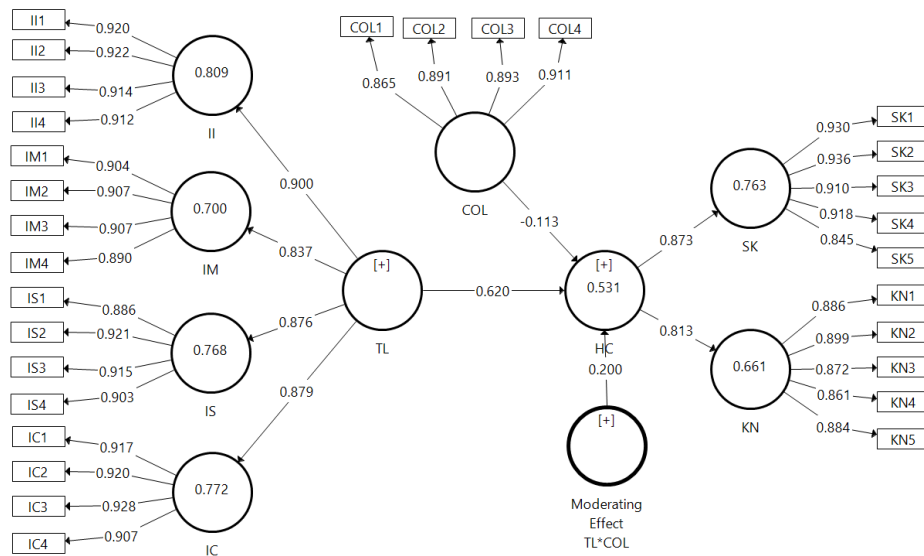 II1
0.920
II2
0.922
II3
0.914
II4
0.912
0.809
II
IM1
0.904
IM2
0.907
IM3
0.907
IM4
0.890
0.700
IM
IS1
0.886
IS2
0.921
IS3
0.915
IS4
0.903
0.768
IS
IC1
0.917
IC2
0.920
IC3
0.928
IC4
0.907
0.772
IC
0.900
0.837
0.876
0.879
[+]
TL
COL1
COL2
COL3
COL4
0.865
0.891
0.893
0.911
COL
-0.113
0.620
[+]
0.531
HC
0.200
[+]
Moderating
Effect
TL*COL
0.873
0.813
0.763
SK
0.930
SK1
0.936
SK2
0.910
SK3
0.918
SK4
0.845
SK5
0.661
KN
0.886
KN1
0.899
KN2
0.872
KN3
0.861
KN4
0.884
KN5